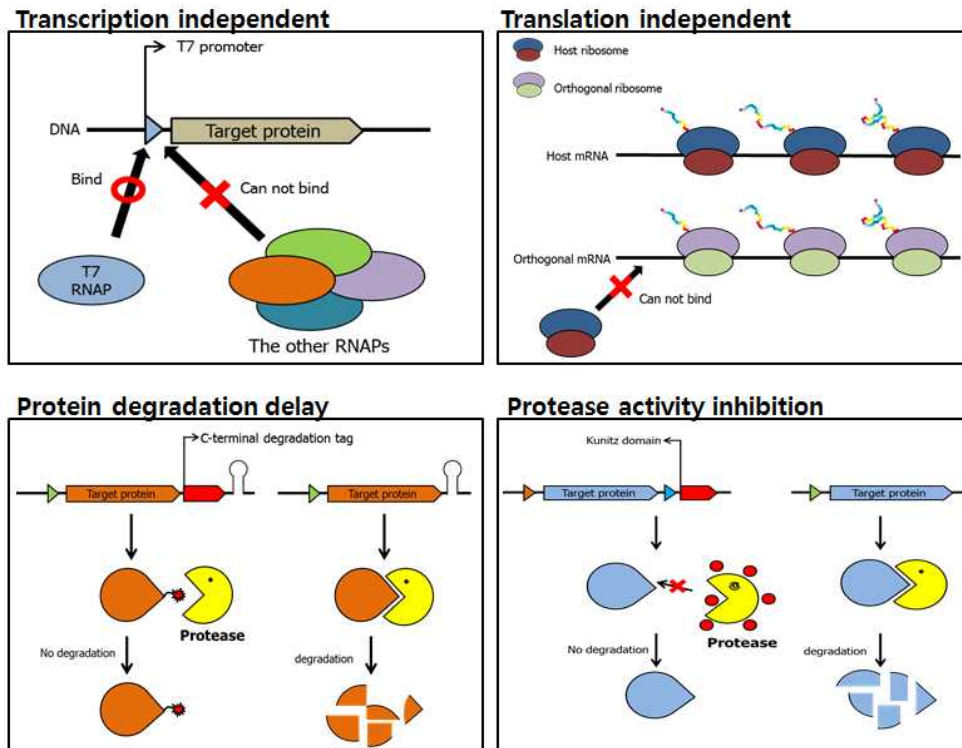 Transcription independent
T7 promoter
DNA
Target protein
Bind
Can not bind
T7
RNAP
The other RNAPs
Translation independent
Host ribosome
Orthogonal ribosome
Host mRNA
Orthogonal mRNA
Can not bind
Protein degradation delay
C-terminal degradation tag
Target protein
Target protein
Protease
No degradation
degradation
Protease activity inhibition
Kunitz domain
Target protein
Target protein
Protease
No degradation
degradation